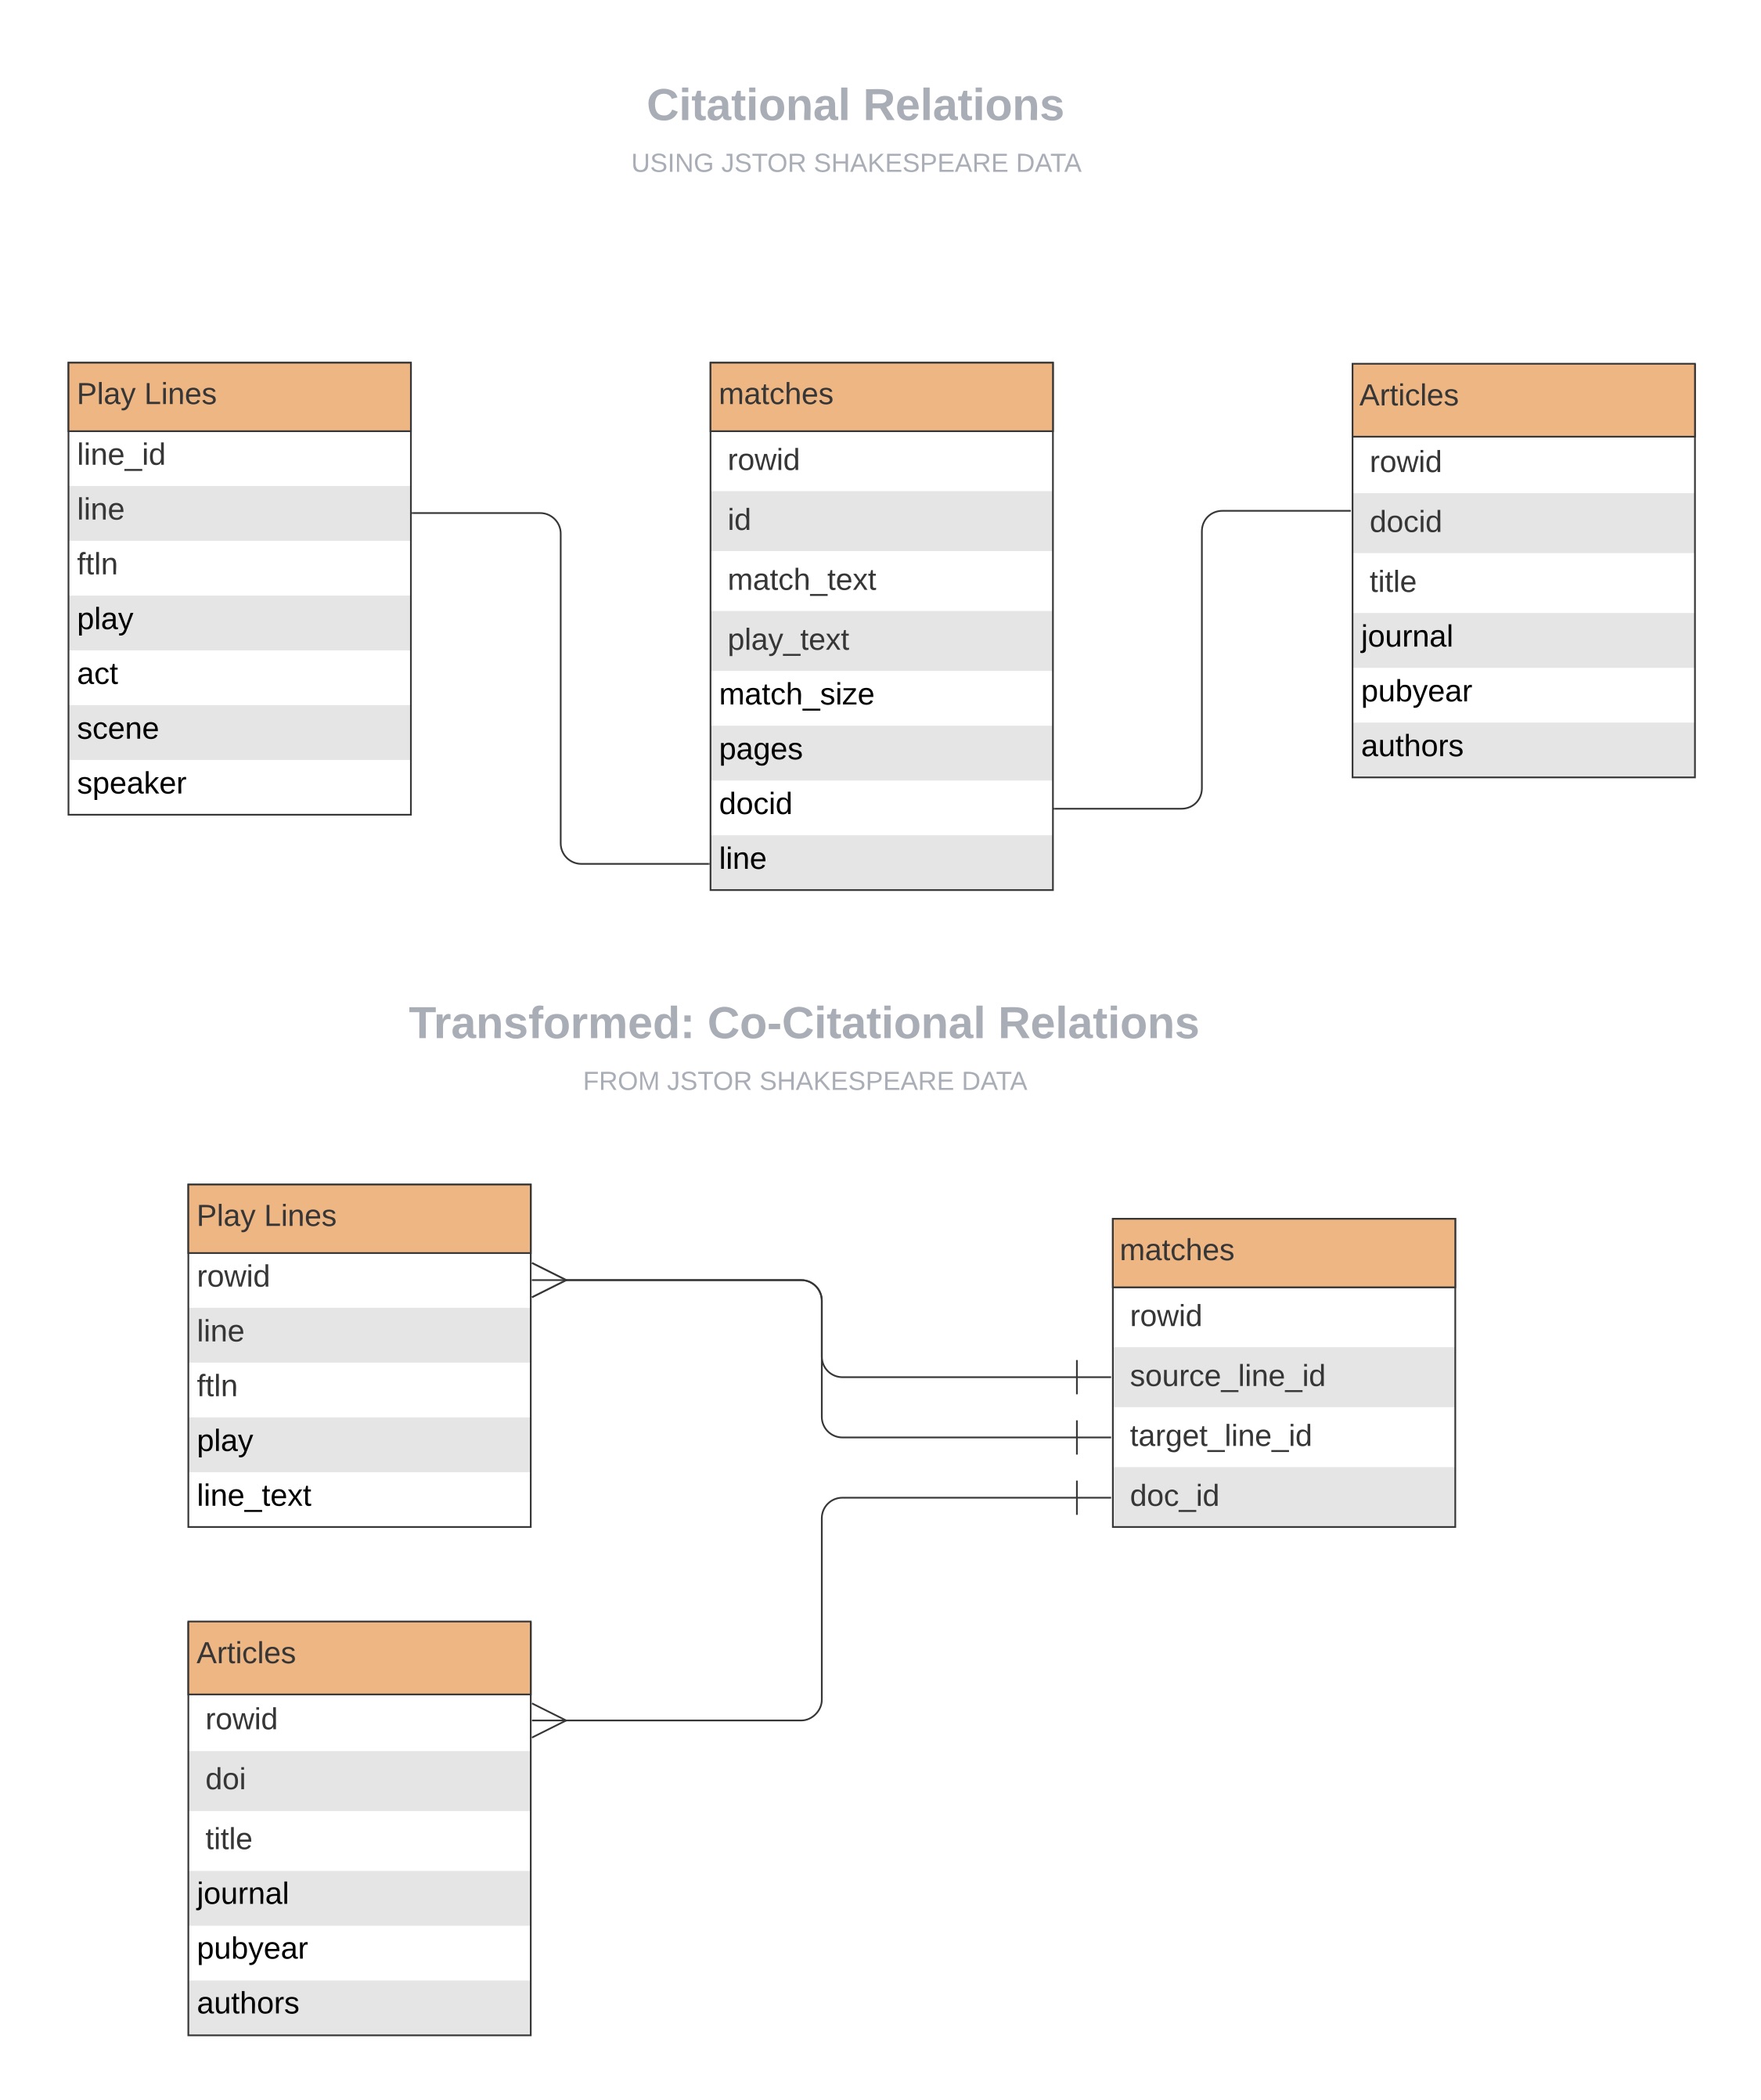 Citational Relations
USING JSTOR SHAKESPEARE DATA
Play Lines
line_id
line
ftln
play
act
scene
speaker
matches
rowid
id
match_text
play_text
match_size
pages
docid
line
Articles
rowid
docid
title
journal
pubyear
authors
Transformed: Co-Citational Relations
FROM JSTOR SHAKESPEARE DATA
Play Lines
rowid
line
ftln
play
line_text
matches
rowid
source_line_id
target_line_id
doc_id
Articles
rowid
doi
title
journal
pubyear
authors